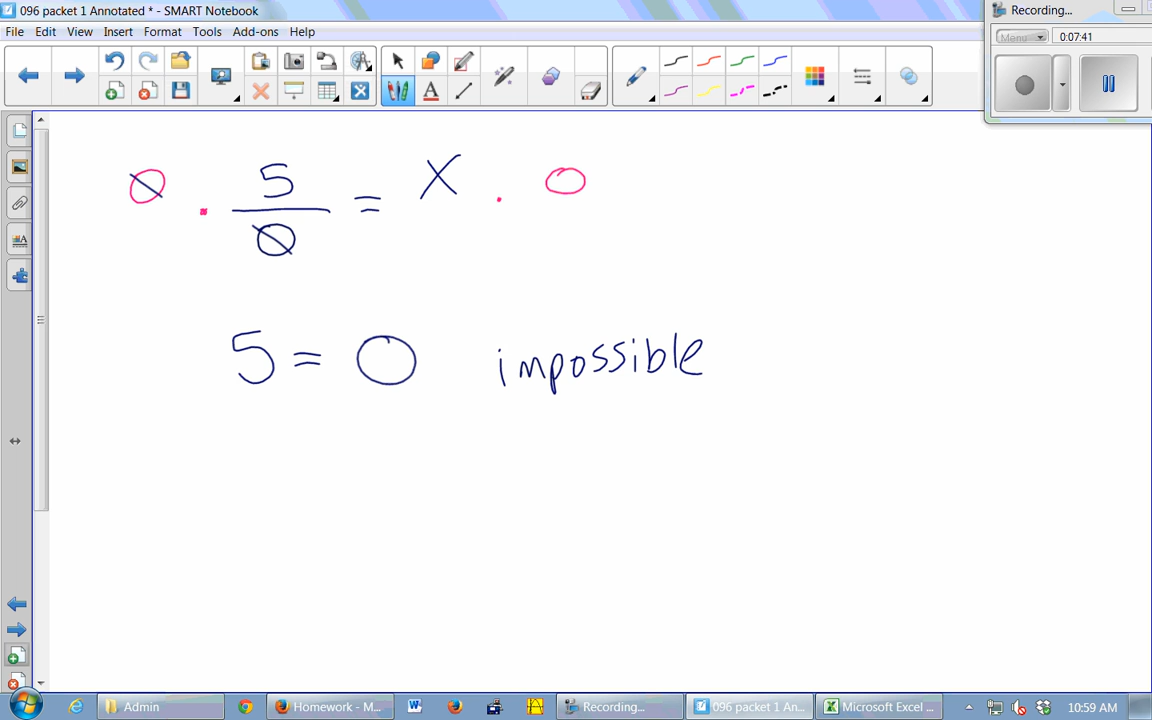 096 packet 1 Annotated * - SMART Notebook
Recording...
File Edit View Insert Format Tools Add-ons Help
Menu
0:07:41
0 · 5/0 = X · 0
5 = 0 impossible
Admin
Homework - M...
Recording...
096 packet 1 An...
Microsoft Excel ...
10:59 AM